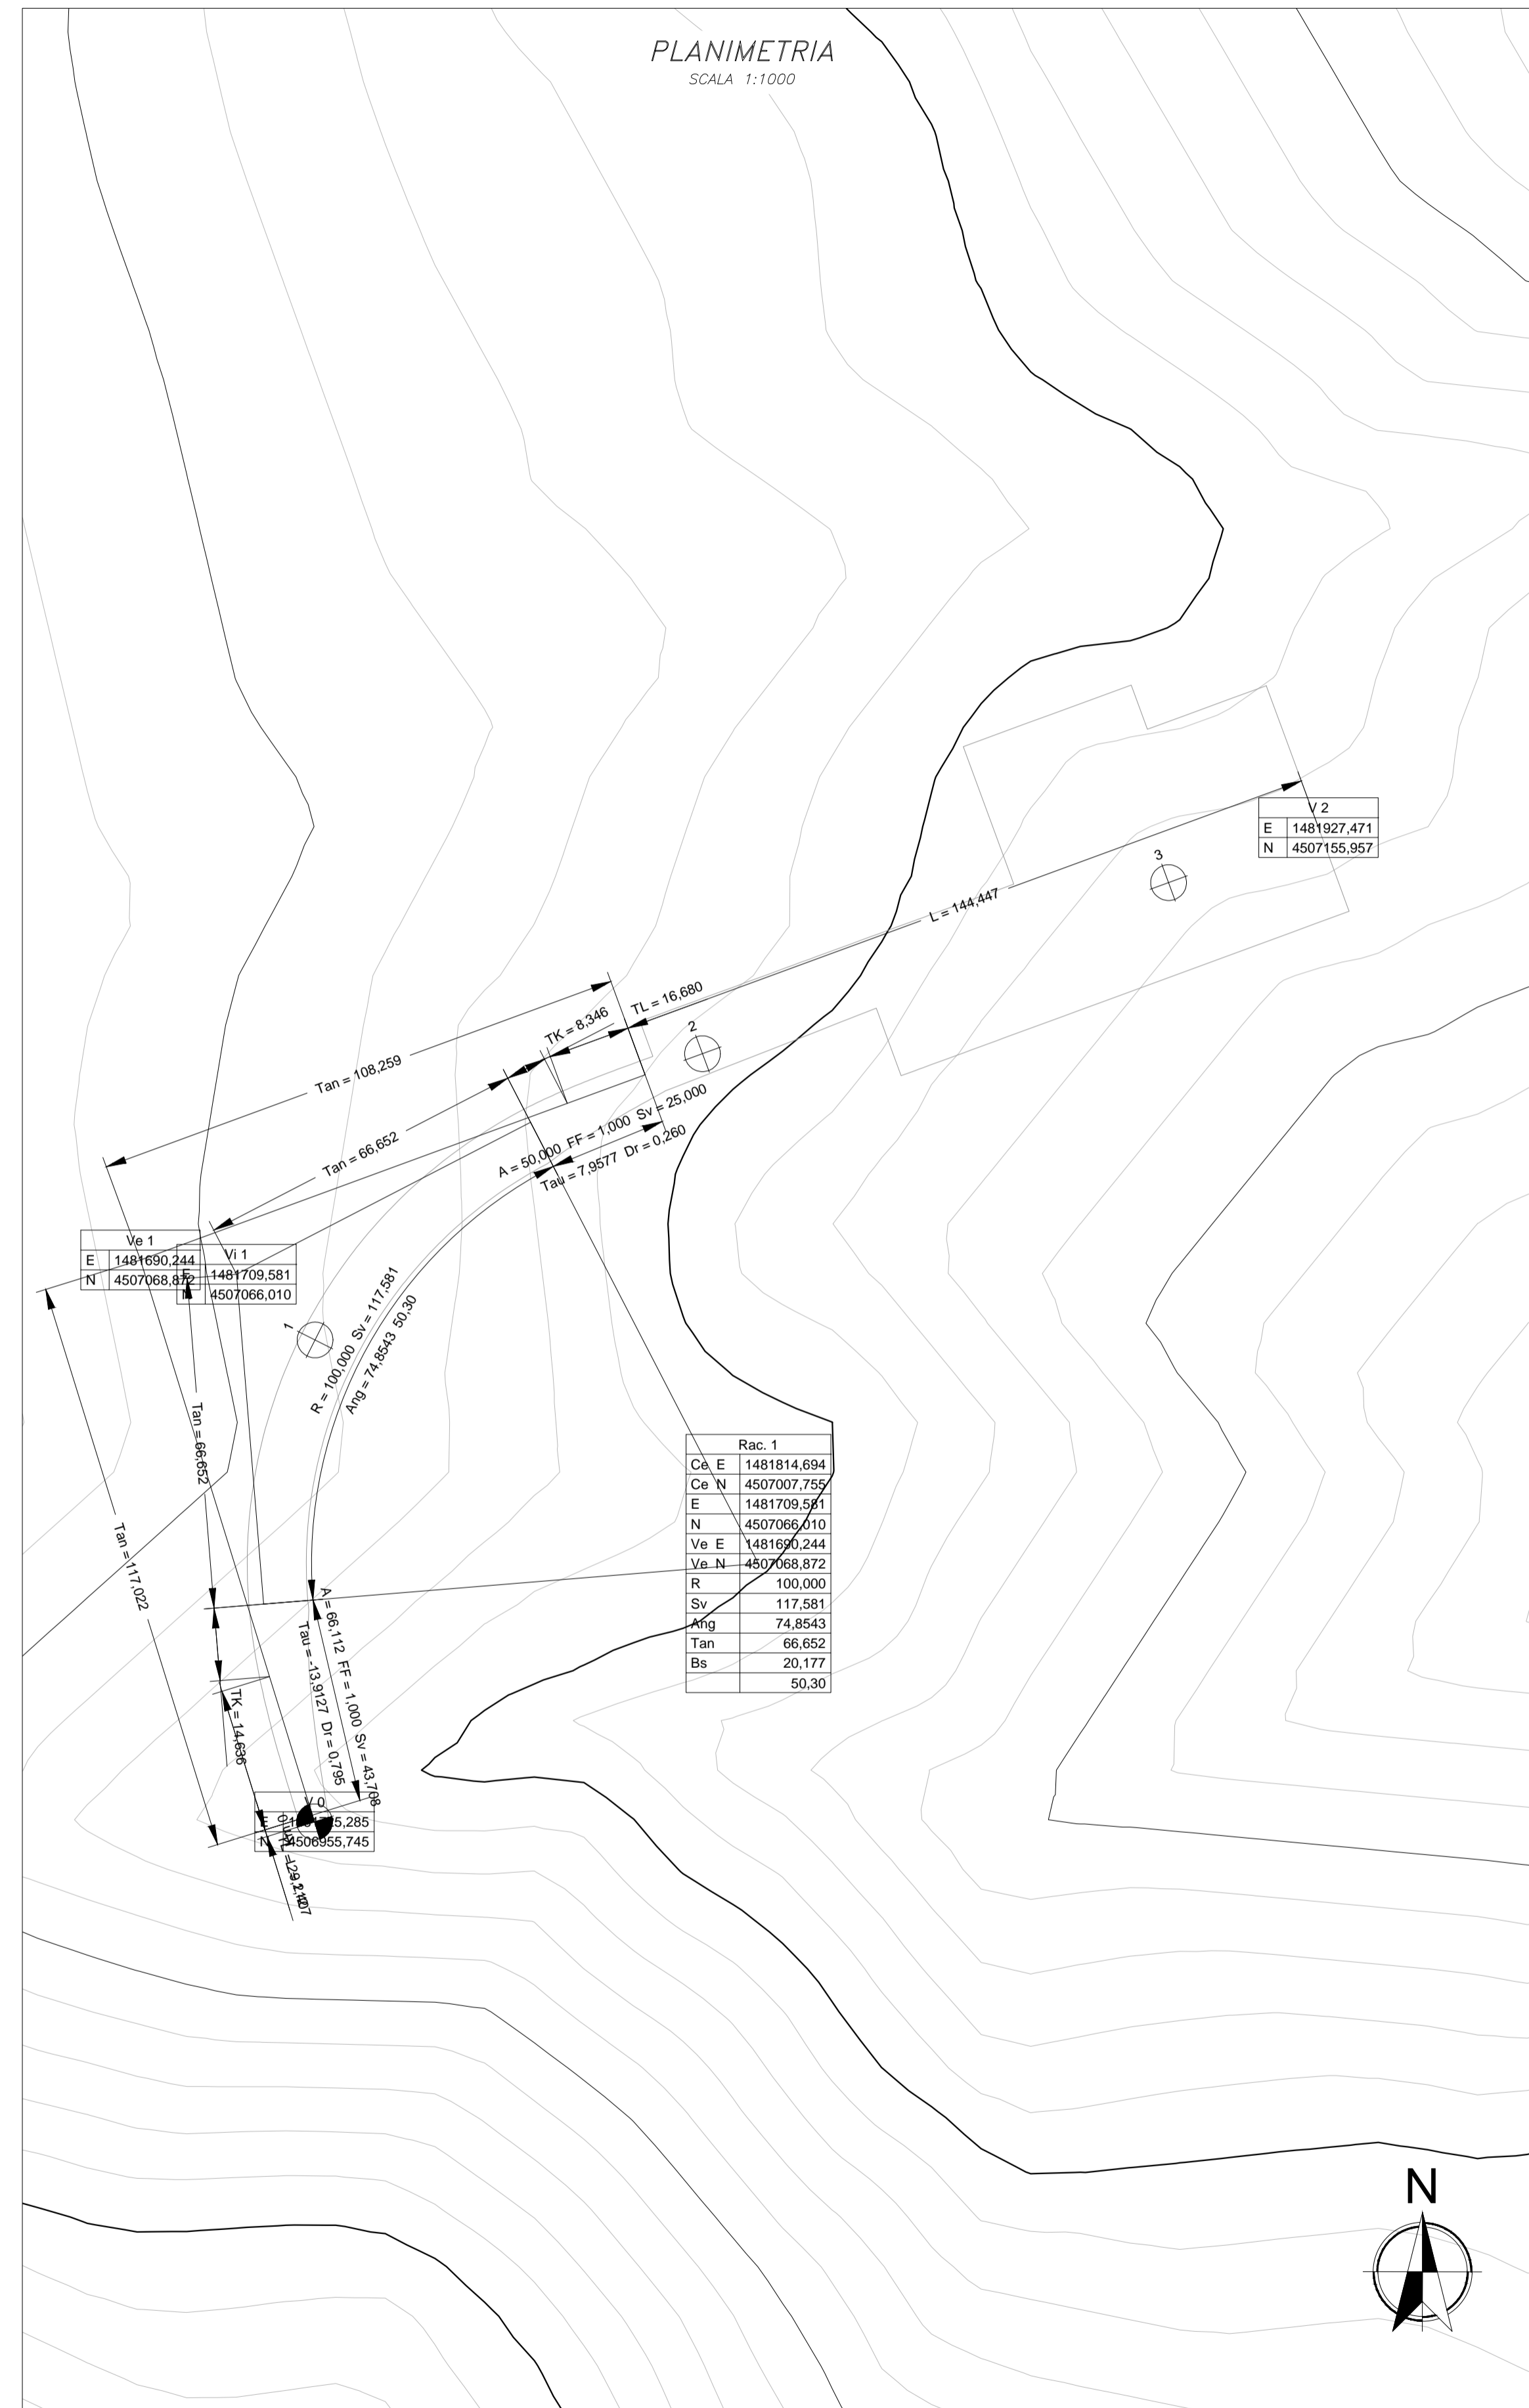 PLANIMETRIA
SCALA 1:1000
V 2
E 1481927,471
N 4507155,957
3
L = 144,447
TL = 16,680
TK = 8,346
2
Tan = 108,259
Tan = 66,652
A = 50,000 FF = 1,000 Sv = 25,000
Tau = 7,9577 Dr = 0,260
Ve 1
E 1481690,244
N 4507068,872
Vi 1
E 1481709,581
N 4507066,010
1
R = 100,000 Sv = 117,581
Ang = 74,8543 50,30
Tan = 66,652
Tan = 117,022
Rac. 1
Ce E 1481814,694
Ce N 4507007,755
E 1481709,581
N 4507066,010
Ve E 1481690,244
Ve N 4507068,872
R 100,000
Sv 117,581
Ang 74,8543
Tan 66,652
Bs 20,177
50,30
A = 66,112 FF = 1,000 Sv = 43,708
Tau = -13,9127 Dr = 0,795
TK = 14,636
V 0
E
N 4506955,745
N